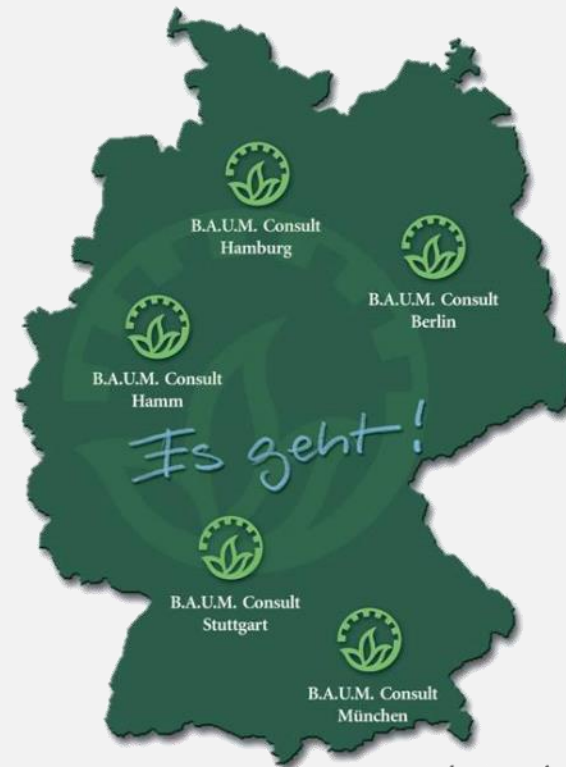 B.A.U.M. Consult
Hamburg
B.A.U.M. Consult
Berlin
B.A.U.M. Consult
Hamm
Es geht!
B.A.U.M. Consult
Stuttgart
B.A.U.M. Consult
München